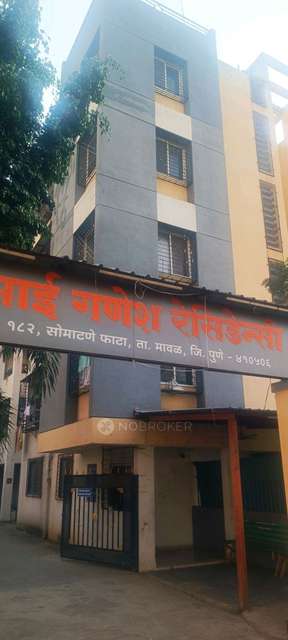 साई गणेश रेसिडेन्सी
१८२, सोमाटणे फाटा, ता. मावळ, जि. पुणे - ४१०५०६
NOBROKER